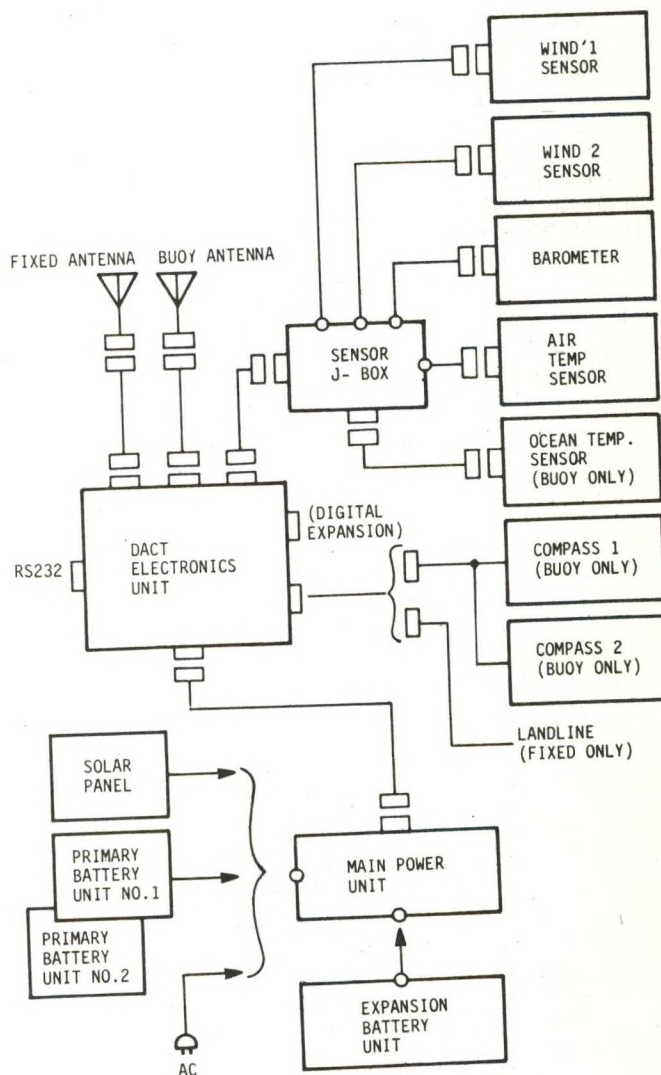 WIND'1
SENSOR
WIND 2
SENSOR
FIXED ANTENNA
BUOY ANTENNA
BAROMETER
SENSOR
J- BOX
AIR
TEMP
SENSOR
OCEAN TEMP.
SENSOR
(BUOY ONLY)
(DIGITAL
EXPANSION)
RS232
DACT
ELECTRONICS
UNIT
COMPASS 1
(BUOY ONLY)
COMPASS 2
(BUOY ONLY)
LANDLINE
(FIXED ONLY)
SOLAR
PANEL
PRIMARY
BATTERY
UNIT NO.1
PRIMARY
BATTERY
UNIT NO.2
MAIN POWER
UNIT
EXPANSION
BATTERY
UNIT
AC